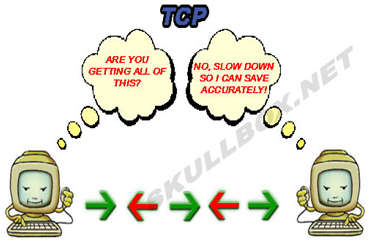 TCP
ARE YOU
GETTING ALL OF
THIS?
NO, SLOW DOWN
SO I CAN SAVE
ACCURATELY!
SKULLBOX.NET